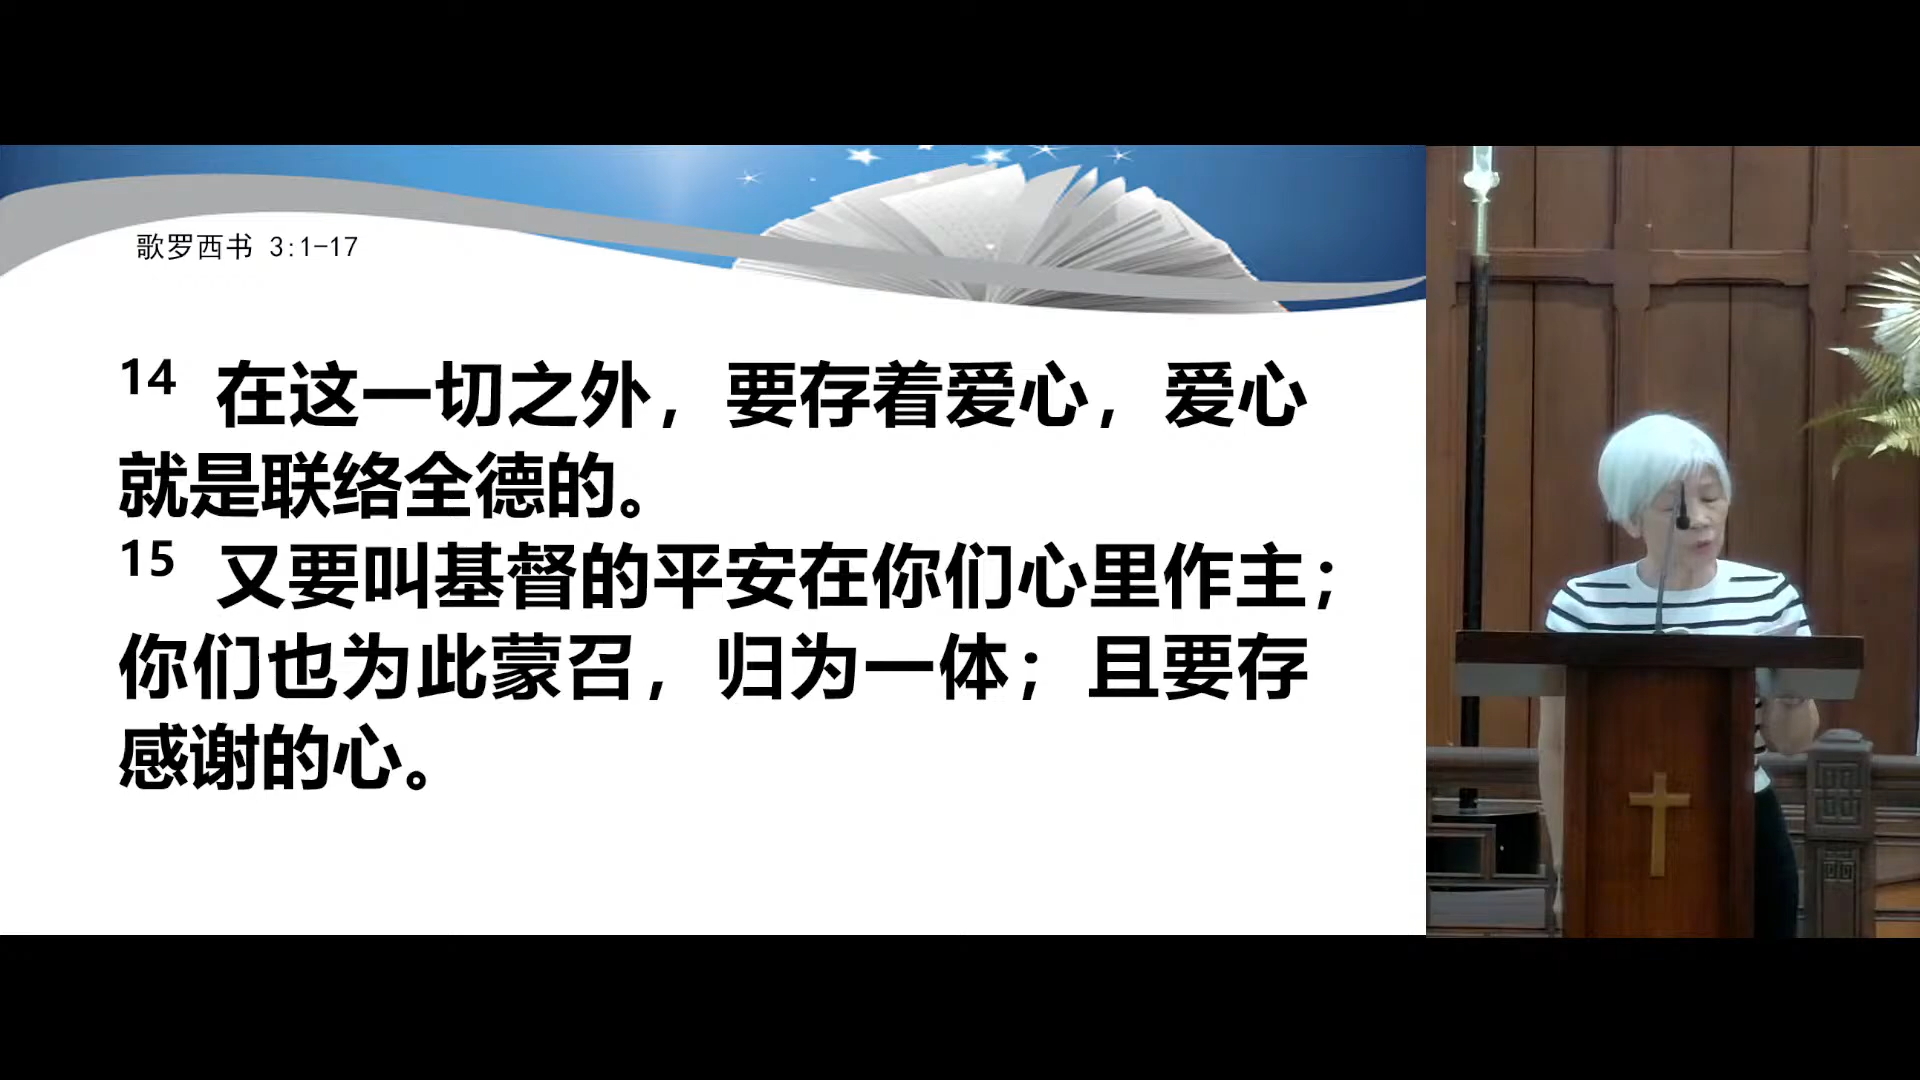 歌罗西书 3:1-17
14 在这一切之外，要存着爱心，爱心
就是联络全德的。
15 又要叫基督的平安在你们心里作主；
你们也为此蒙召，归为一体；且要存
感谢的心。